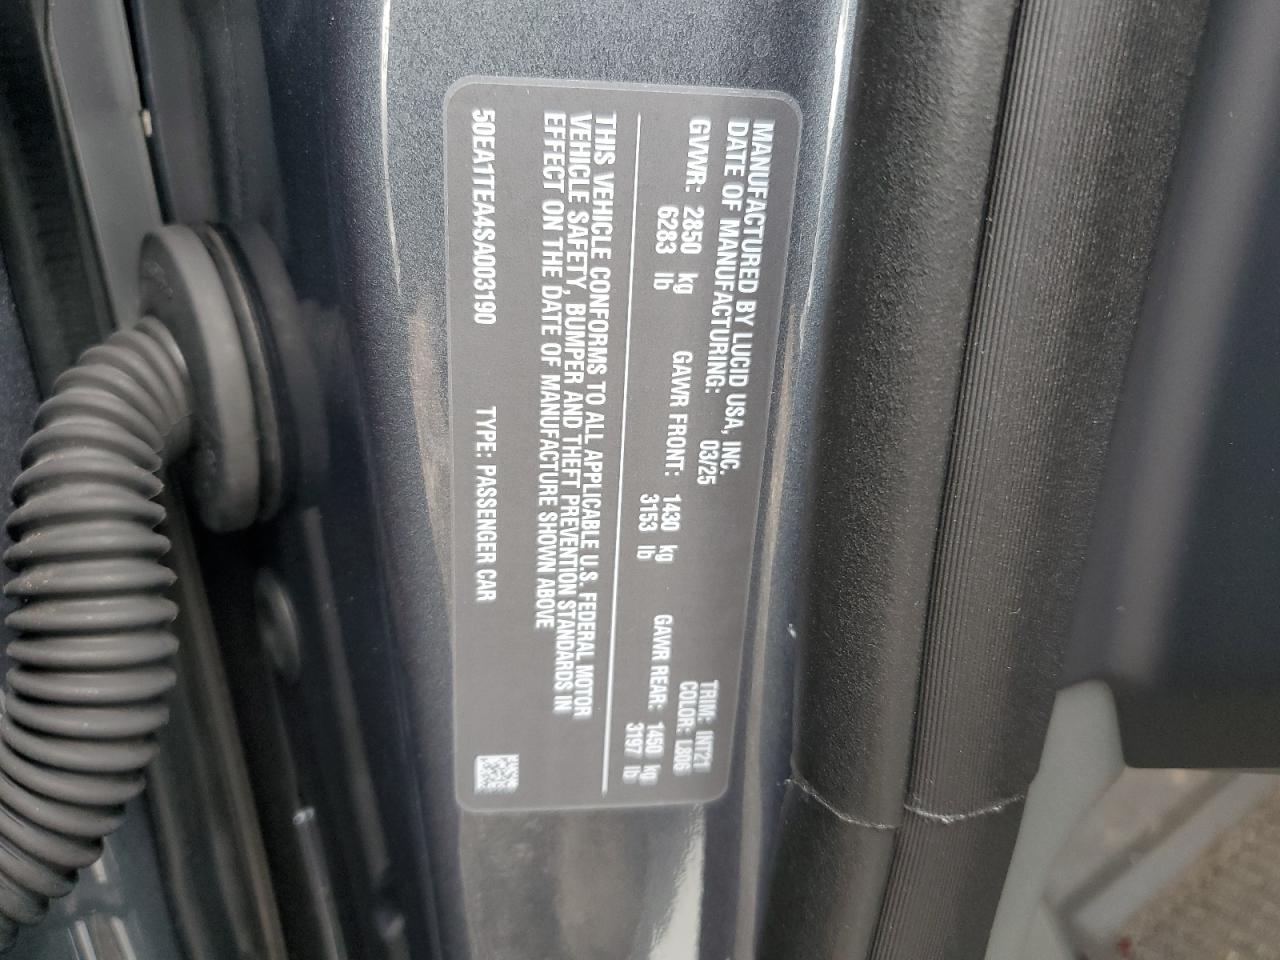 MANUFACTURED BY LUCID USA, INC.
DATE OF MANUFACTURING: 03/25 TRIM: INT21
GVWR: 2850 kg GAWR FRONT: 1430 kg GAWR REAR: 1450 kg COLOR: L806
6283 lb 3153 lb 3197 lb
THIS VEHICLE CONFORMS TO ALL APPLICABLE U.S. FEDERAL MOTOR
VEHICLE SAFETY, BUMPER AND THEFT PREVENTION STANDARDS IN
EFFECT ON THE DATE OF MANUFACTURE SHOWN ABOVE
50EA1TEA4SA003190 TYPE: PASSENGER CAR